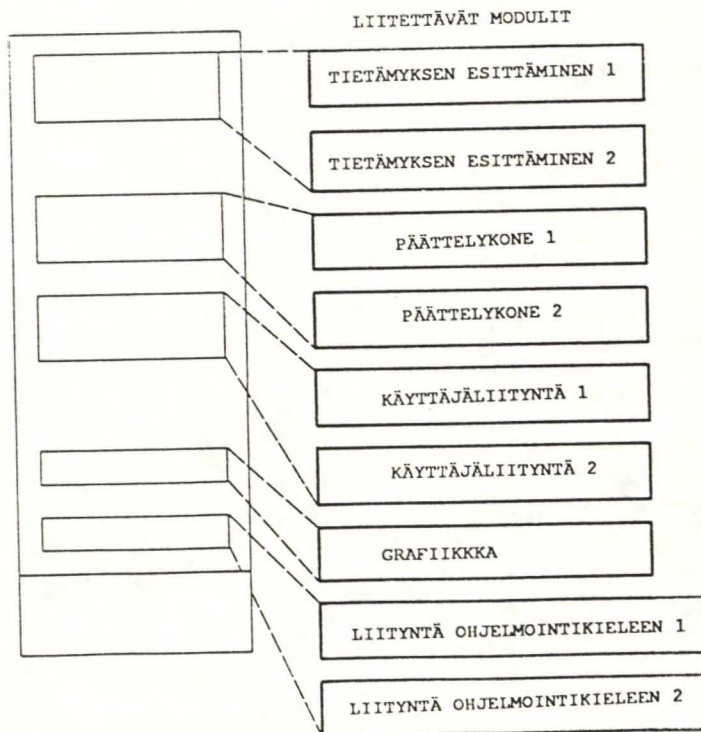 LIITETTÄVÄT MODULIT
TIETÄMYKSEN ESITTÄMINEN 1
TIETÄMYKSEN ESITTÄMINEN 2
PÄÄTTELYKONE 1
PÄÄTTELYKONE 2
KÄYTTÄJÄLIITYNTÄ 1
KÄYTTÄJÄLIITYNTÄ 2
GRAFIIKKKA
LIITYNTÄ OHJELMOINTIKIELEEN 1
LIITYNTÄ OHJELMOINTIKIELEEN 2